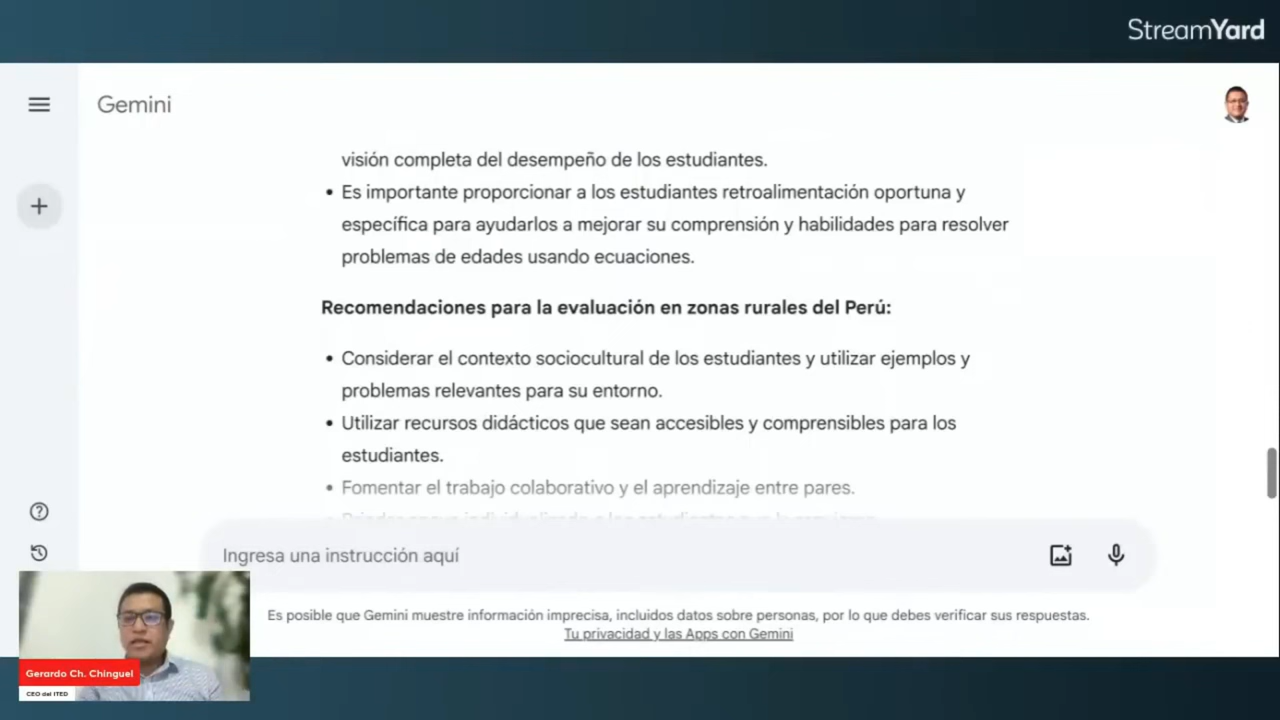 StreamYard
Gemini
visión completa del desempeño de los estudiantes.
• Es importante proporcionar a los estudiantes retroalimentación oportuna y
específica para ayudarlos a mejorar su comprensión y habilidades para resolver
problemas de edades usando ecuaciones.
Recomendaciones para la evaluación en zonas rurales del Perú:
• Considerar el contexto sociocultural de los estudiantes y utilizar ejemplos y
problemas relevantes para su entorno.
• Utilizar recursos didácticos que sean accesibles y comprensibles para los
estudiantes.
• Fomentar el trabajo colaborativo y el aprendizaje entre pares.
Ingresa una instrucción aquí
Es posible que Gemini muestre información imprecisa, incluidos datos sobre personas, por lo que debes verificar sus respuestas.
Tu privacidad y las Apps con Gemini
Gerardo Ch. Chinguel
CEO del ITED